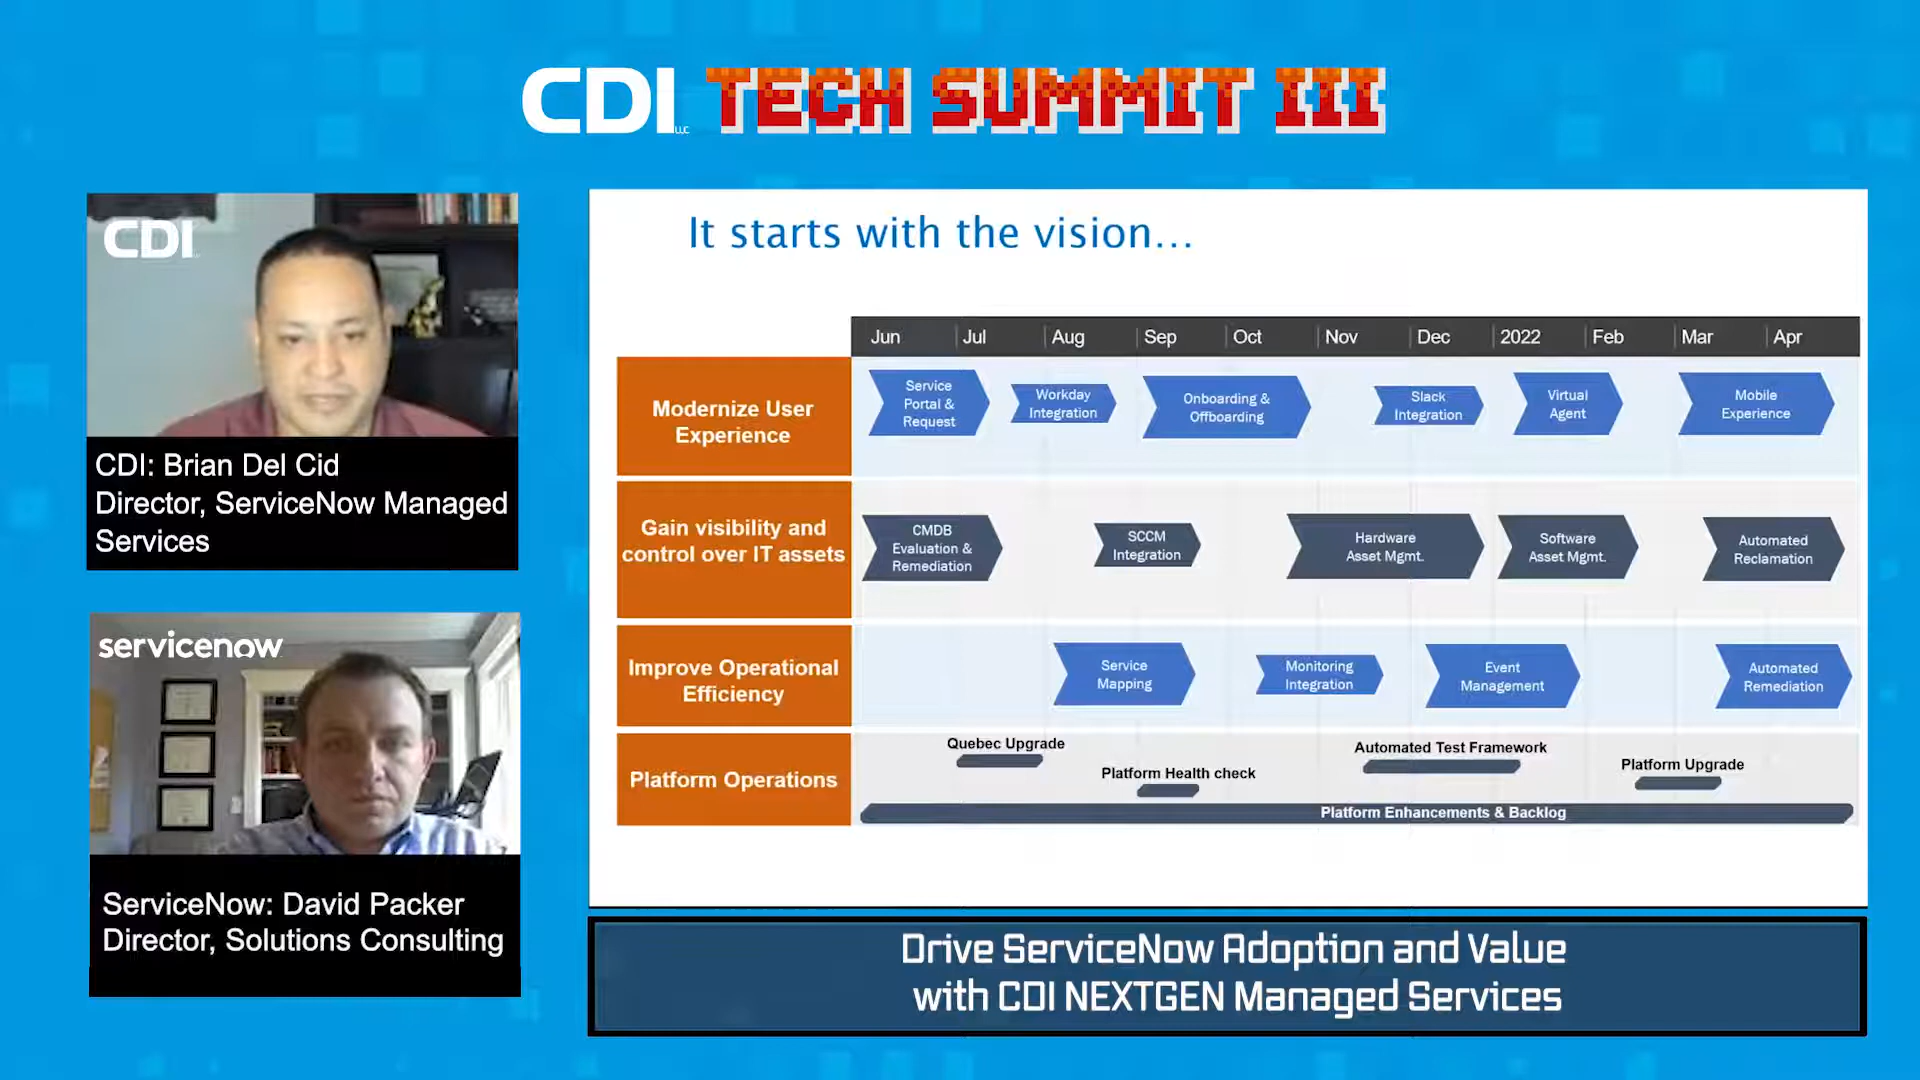 CDI LLC TECH SUMMIT III
CDI
CDI: Brian Del Cid
Director, ServiceNow Managed
Services
servicenow
ServiceNow: David Packer
Director, Solutions Consulting
It starts with the vision...
Jun Jul Aug Sep Oct Nov Dec 2022 Feb Mar Apr
Modernize User
Experience
Service
Portal &
Request
Workday
Integration
Onboarding &
Offboarding
Slack
Integration
Virtual
Agent
Mobile
Experience
Gain visibility and
control over IT assets
CMDB
Evaluation &
Remediation
SCCM
Integration
Hardware
Asset Mgmt.
Software
Asset Mgmt.
Automated
Reclamation
Improve Operational
Efficiency
Service
Mapping
Monitoring
Integration
Event
Management
Automated
Remediation
Platform Operations
Quebec Upgrade
Platform Health check
Automated Test Framework
Platform Upgrade
Platform Enhancements & Backlog
Drive ServiceNow Adoption and Value
with CDI NEXTGEN Managed Services